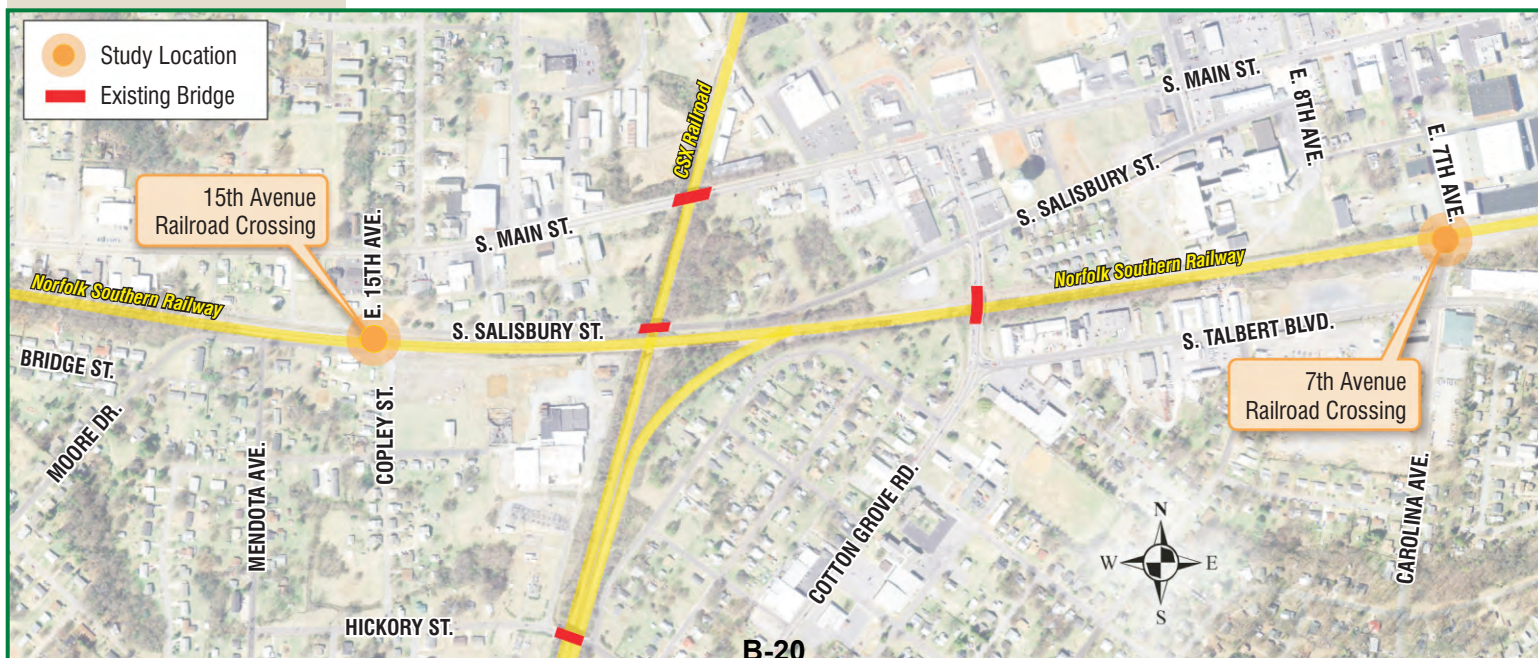 Study Location
Existing Bridge
S. MAIN ST.
E. 8TH AVE.
E. 7TH AVE.
CSX Railroad
15th Avenue
Railroad Crossing
E. 15TH AVE.
S. MAIN ST.
S. SALISBURY ST.
Norfolk Southern Railway
Norfolk Southern Railway
S. SALISBURY ST.
S. TALBERT BLVD.
BRIDGE ST.
7th Avenue
Railroad Crossing
MOORE DR.
MENDOTA AVE.
COPLEY ST.
COTTON GROVE RD.
CAROLINA AVE.
N
W
E
S
HICKORY ST.
B-20